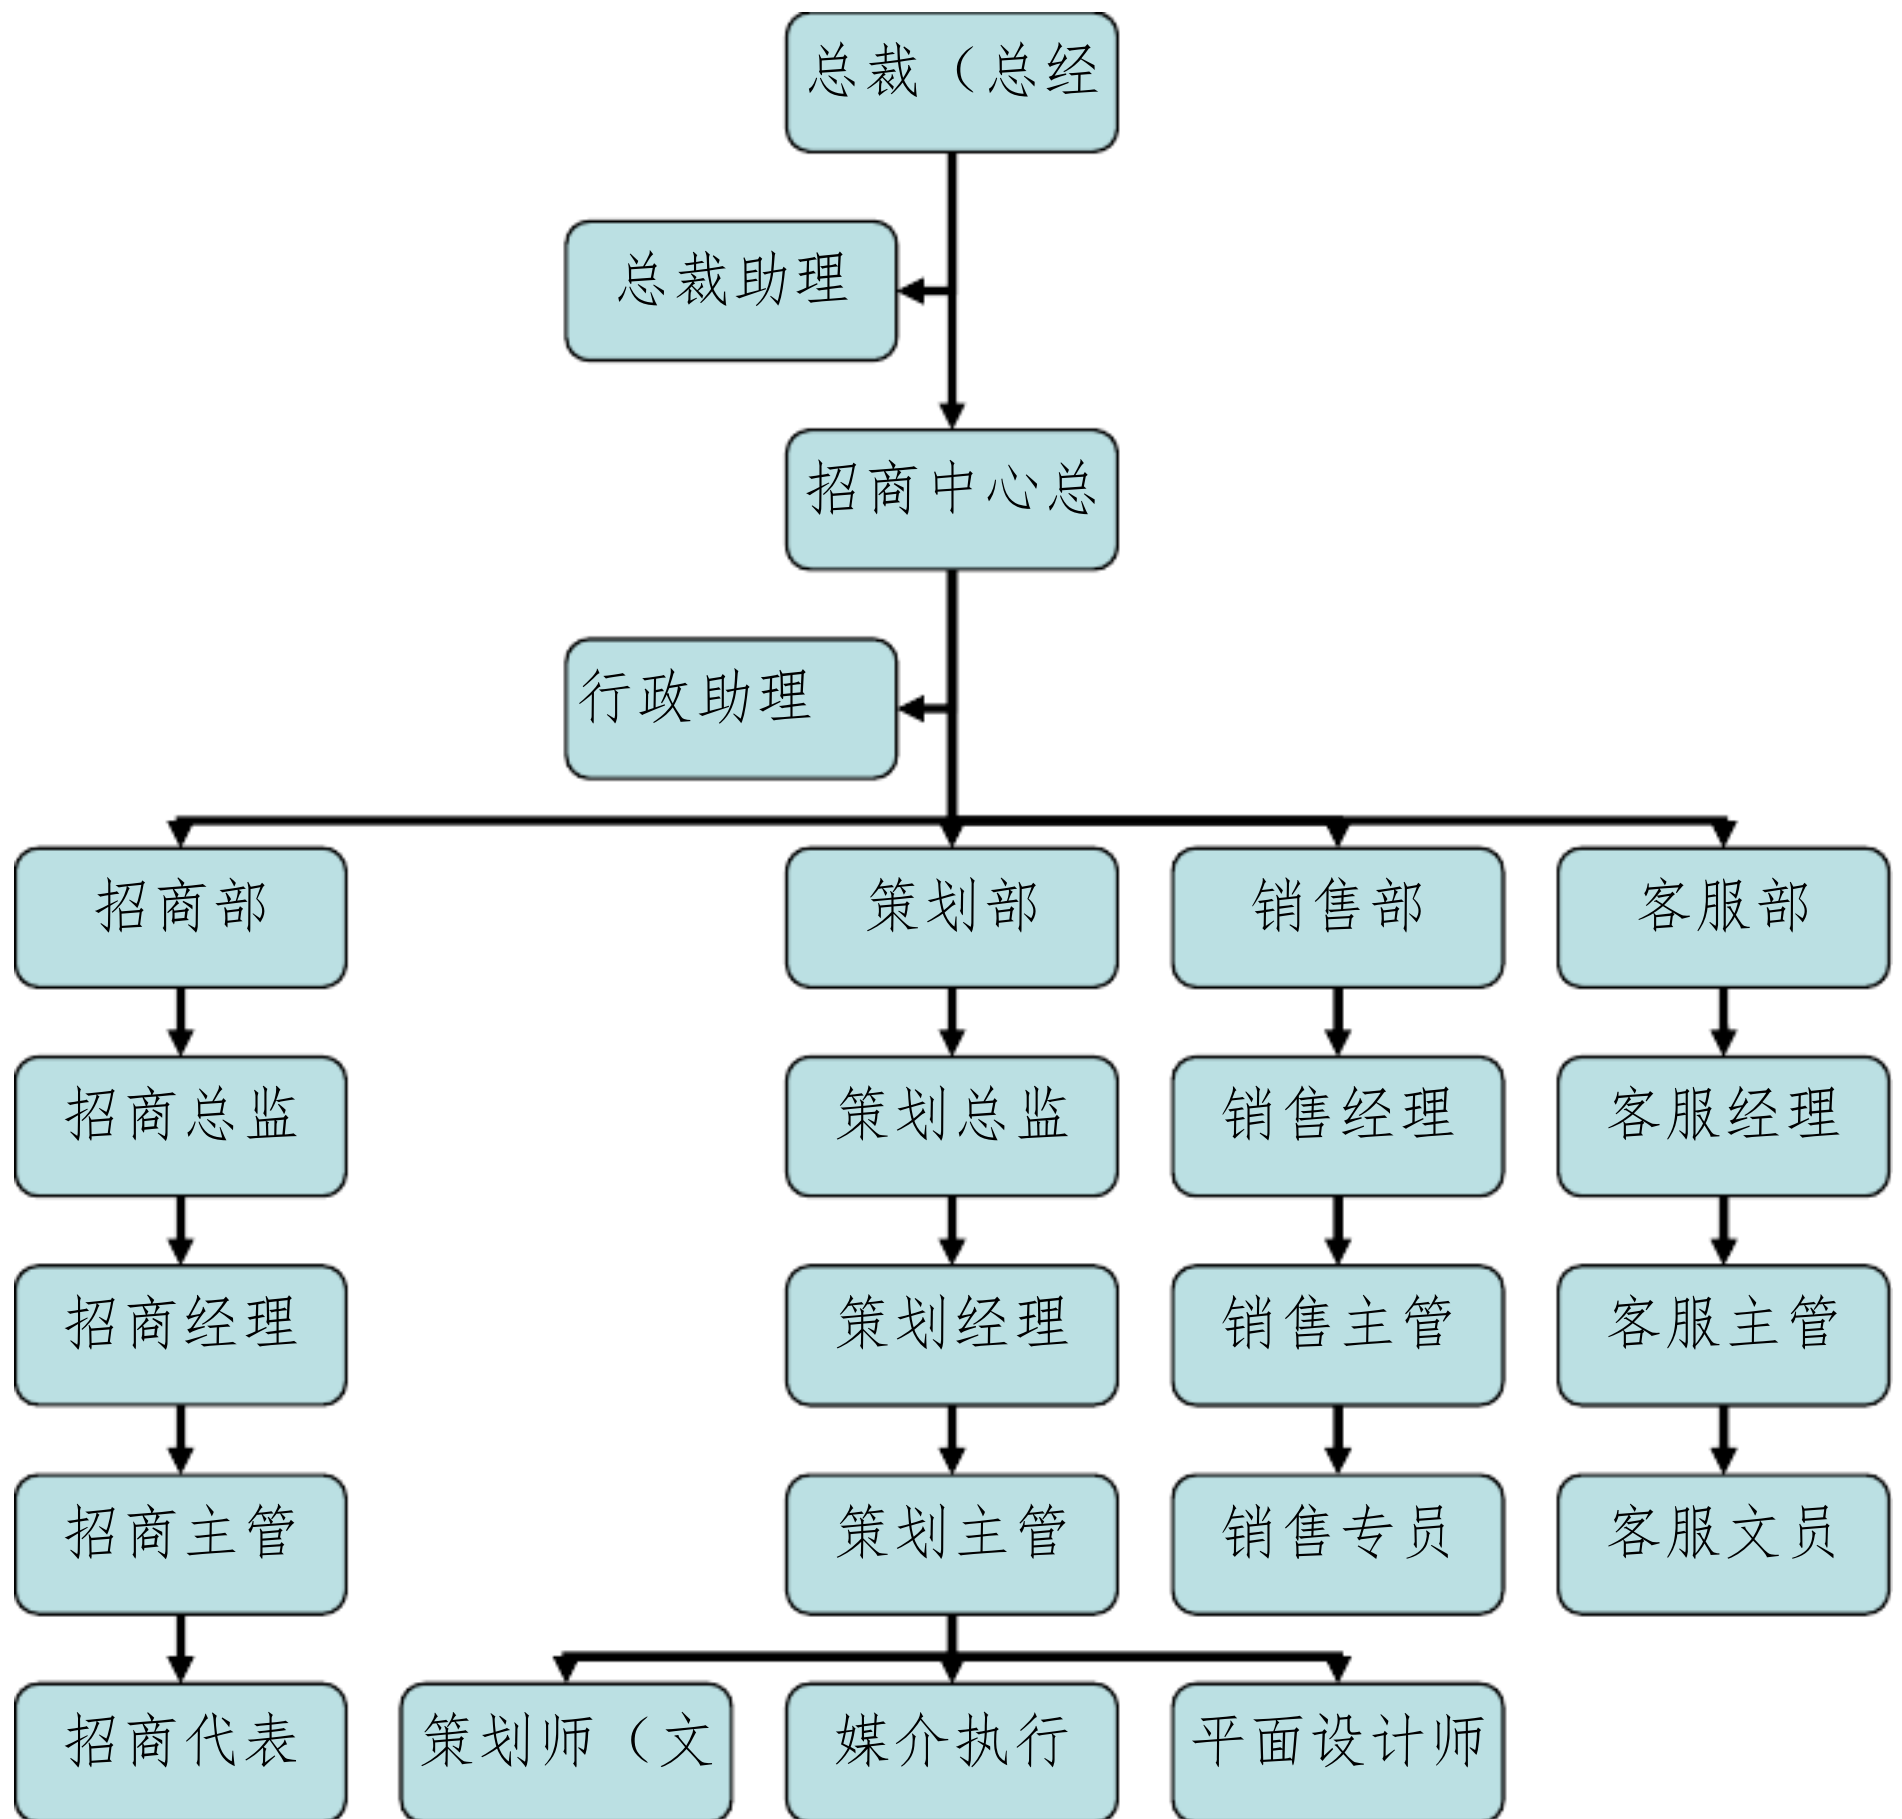 总裁（总经
总裁助理
招商中心总
行政助理
招商部
策划部
销售部
客服部
招商总监
策划总监
销售经理
客服经理
招商经理
策划经理
销售主管
客服主管
招商主管
策划主管
销售专员
客服文员
招商代表
策划师（文
媒介执行
平面设计师